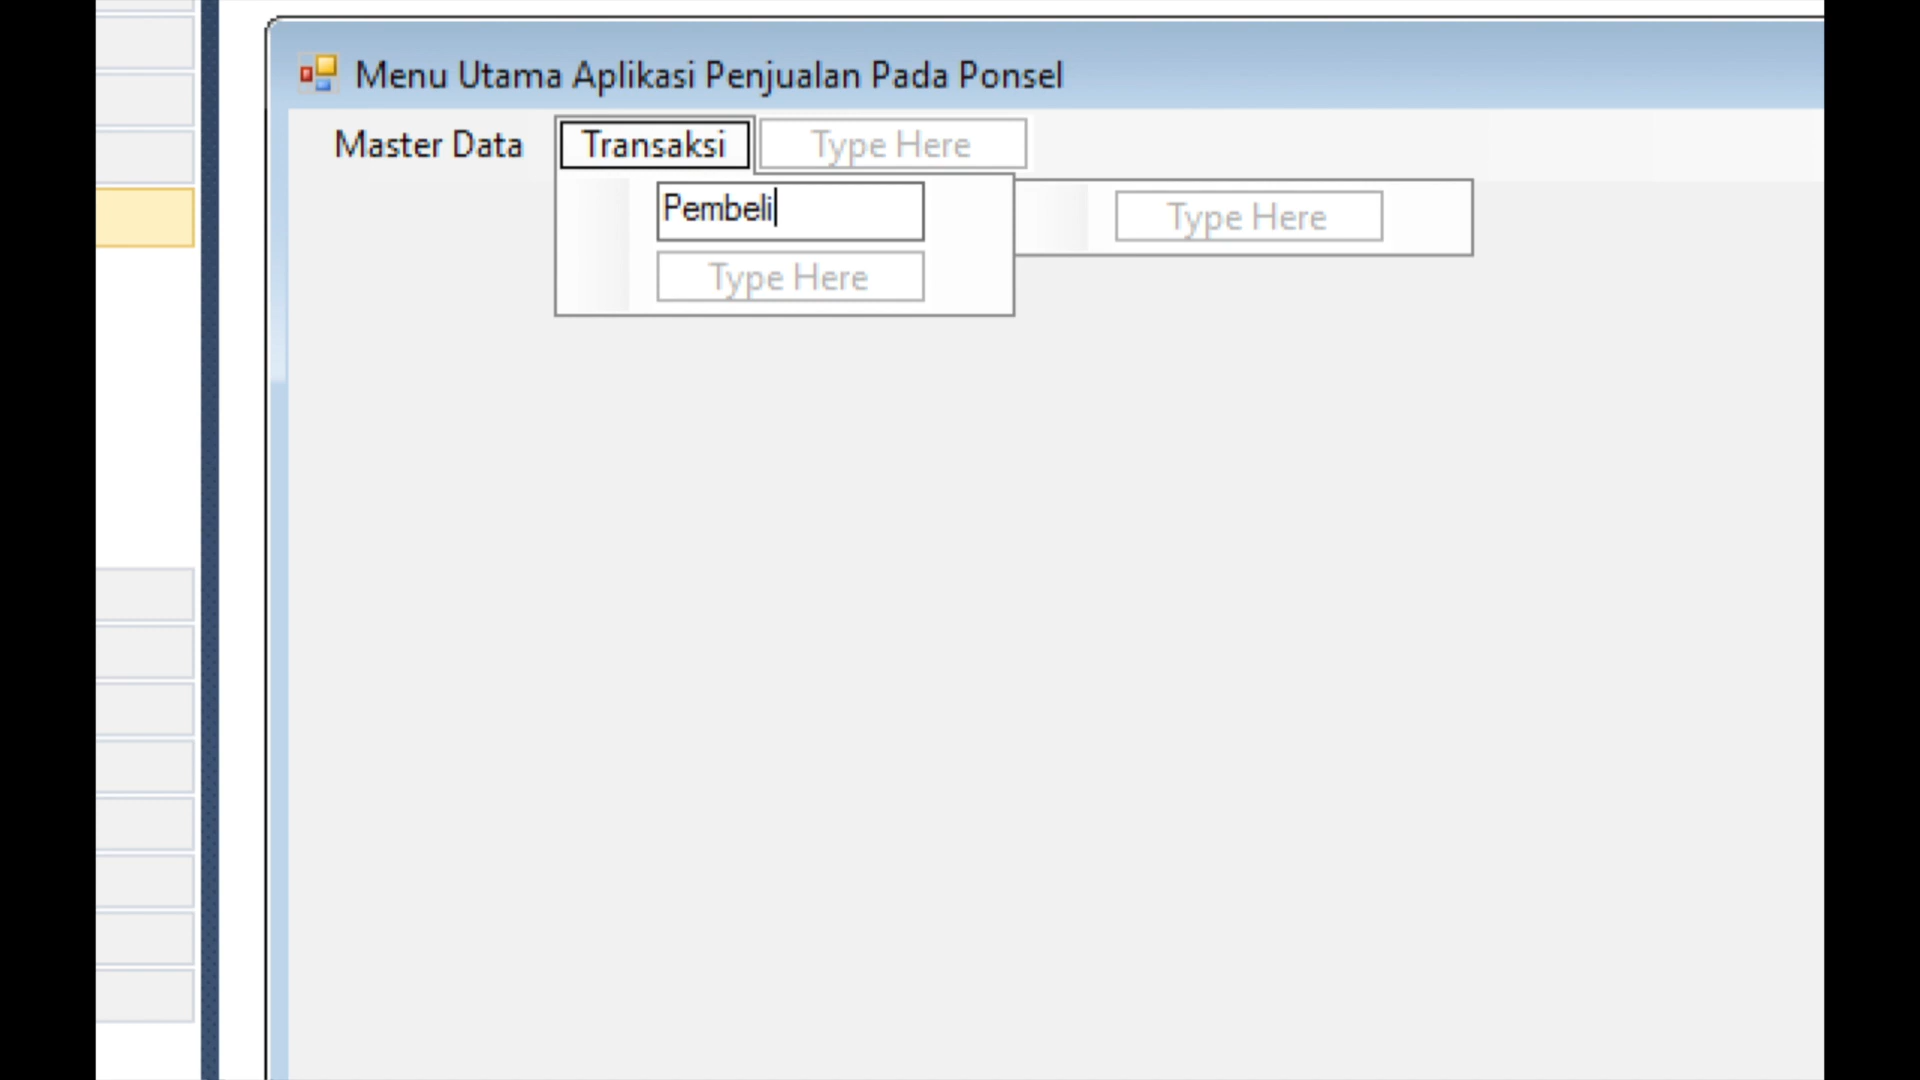 Menu Utama Aplikasi Penjualan Pada Ponsel
Master Data Transaksi Type Here
Pembeli Type Here
Type Here